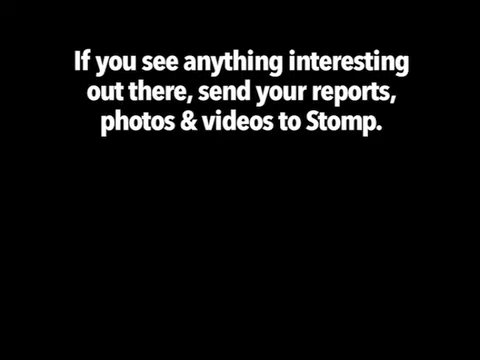 If you see anything interesting
out there, send your reports,
photos & videos to Stomp.